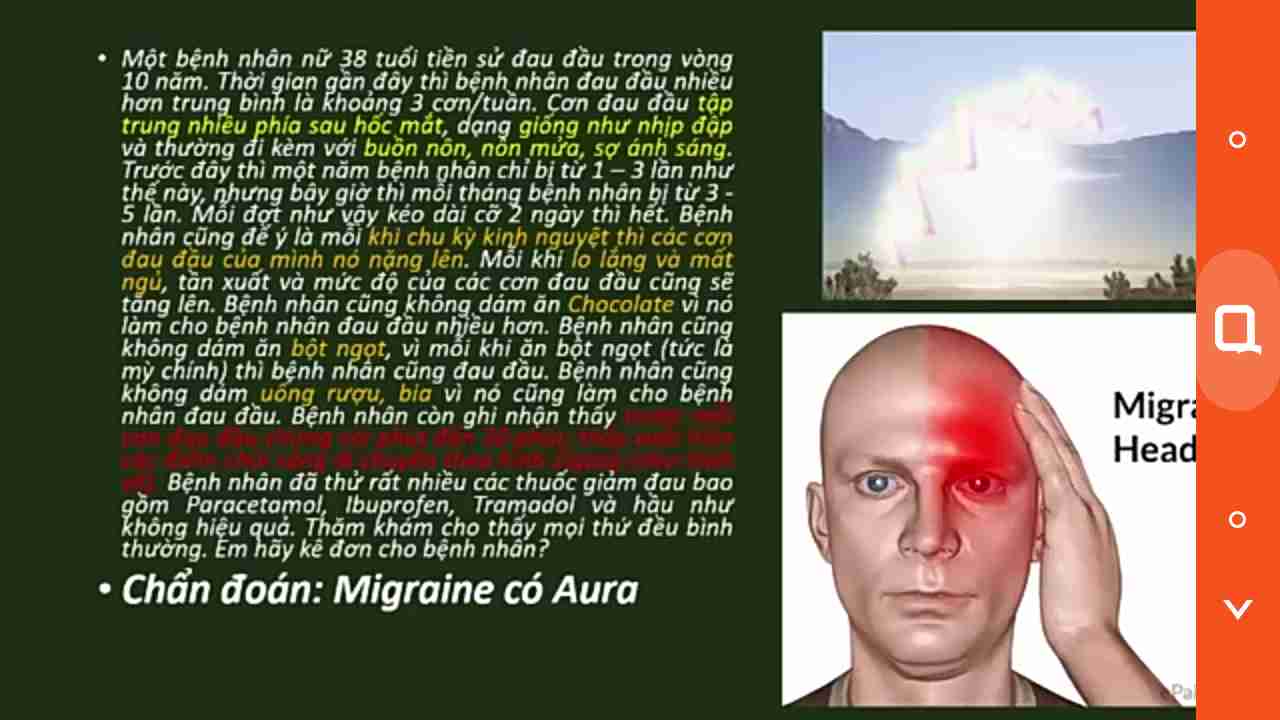 • Một bệnh nhân nữ 38 tuổi tiền sử đau đầu trong vòng
10 năm. Thời gian gần đây thì bệnh nhân đau đầu nhiều
hơn trung bình là khoảng 3 cơn/tuần. Cơn đau đầu tập
trung nhiều phía sau hốc mắt, dạng giống như nhịp đập
và thường đi kèm với buồn nôn, nôn mửa, sợ ánh sáng.
Trước đây thì một năm bệnh nhân chỉ bị từ 1 – 3 lần như
thế này, nhưng bây giờ thì mỗi tháng bệnh nhân bị từ 3 -
5 lần. Mỗi đợt như vậy kéo dài cỡ 2 ngày thì hết. Bệnh
nhân cũng để ý là mỗi khi chu kỳ kinh nguyệt thì các cơn
đau đầu của mình nó nặng lên. Mỗi khi lo lắng và mất
ngủ, tần xuất và mức độ của các cơn đau đầu cũng sẽ
tăng lên. Bệnh nhân cũng không dám ăn Chocolate vì nó
làm cho bệnh nhân đau đầu nhiều hơn. Bệnh nhân cũng
không dám ăn bột ngọt, vì mỗi khi ăn bột ngọt (tức là
mỳ chính) thì bệnh nhân cũng đau đầu. Bệnh nhân cũng
không dám uống rượu, bia vì nó cũng làm cho bệnh
nhân đau đầu. Bệnh nhân còn ghi nhận thấy
Bệnh nhân đã thử rất nhiều các thuốc giảm đau bao
gồm Paracetamol, Ibuprofen, Tramadol và hầu như
không hiệu quả. Thăm khám cho thấy mọi thứ đều bình
thường. Em hãy kê đơn cho bệnh nhân?
• Chẩn đoán: Migraine có Aura
Migra
Head
Pai